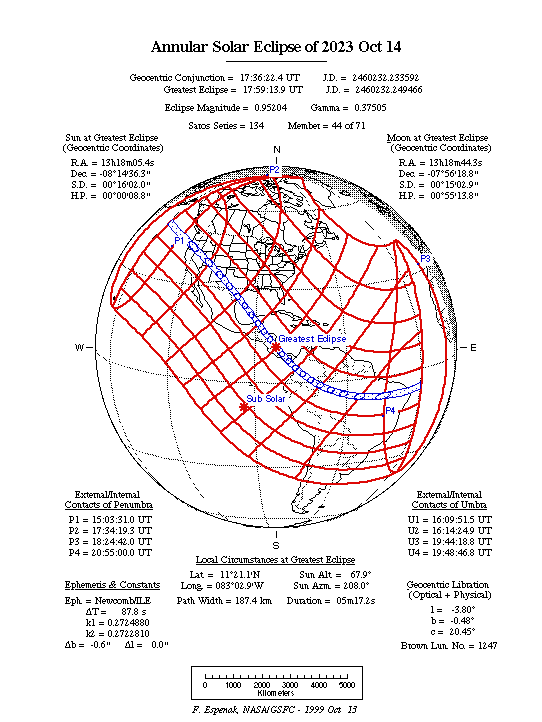 Annular Solar Eclipse of 2023 Oct 14
Geocentric Conjunction = 17:36:22.4 UT J.D. = 2460232.233592
Greatest Eclipse = 17:59:13.9 UT J.D. = 2460232.249466
Eclipse Magnitude = 0.95204 Gamma = 0.37505
Saros Series = 134 Member = 44 of 71
Sun at Greatest Eclipse
(Geocentric Coordinates)
R.A. = 13h18m05.4s
Dec. = -08°14'36.3"
S.D. = 00°16'02.0"
H.P. = 00°00'08.8"
Moon at Greatest Eclipse
(Geocentric Coordinates)
R.A. = 13h18m44.3s
Dec. = -07°56'18.8"
S.D. = 00°15'02.9"
H.P. = 00°55'13.8"
N
P2
P1
P3
W
Greatest Eclipse
E
Sub Solar
P4
S
External/Internal
Contacts of Penumbra
P1 = 15:03:31.0 UT
P2 = 17:34:19.3 UT
P3 = 18:24:42.0 UT
P4 = 20:55:00.0 UT
External/Internal
Contacts of Umbra
U1 = 16:09:51.5 UT
U2 = 16:14:24.9 UT
U3 = 19:44:18.8 UT
U4 = 19:48:46.8 UT
Local Circumstances at Greatest Eclipse
Lat. = 11°21.1'N Sun Alt. = 67.9°
Long. = 083°02.9'W Sun Azm. = 208.0°
Path Width = 187.4 km Duration = 05m17.2s
Ephemeris & Constants
Eph. = Newcomb/ILE
ΔT = 87.8 s
k1 = 0.2724880
k2 = 0.2722810
Δb = -0.6" Δl = 0.0"
Geocentric Libration
(Optical + Physical)
l = -3.80°
b = -0.48°
c = 20.45°
Brown Lun. No. = 1247
0 1000 2000 3000 4000 5000
Kilometers
F. Espenak, NASA/GSFC - 1999 Oct 13